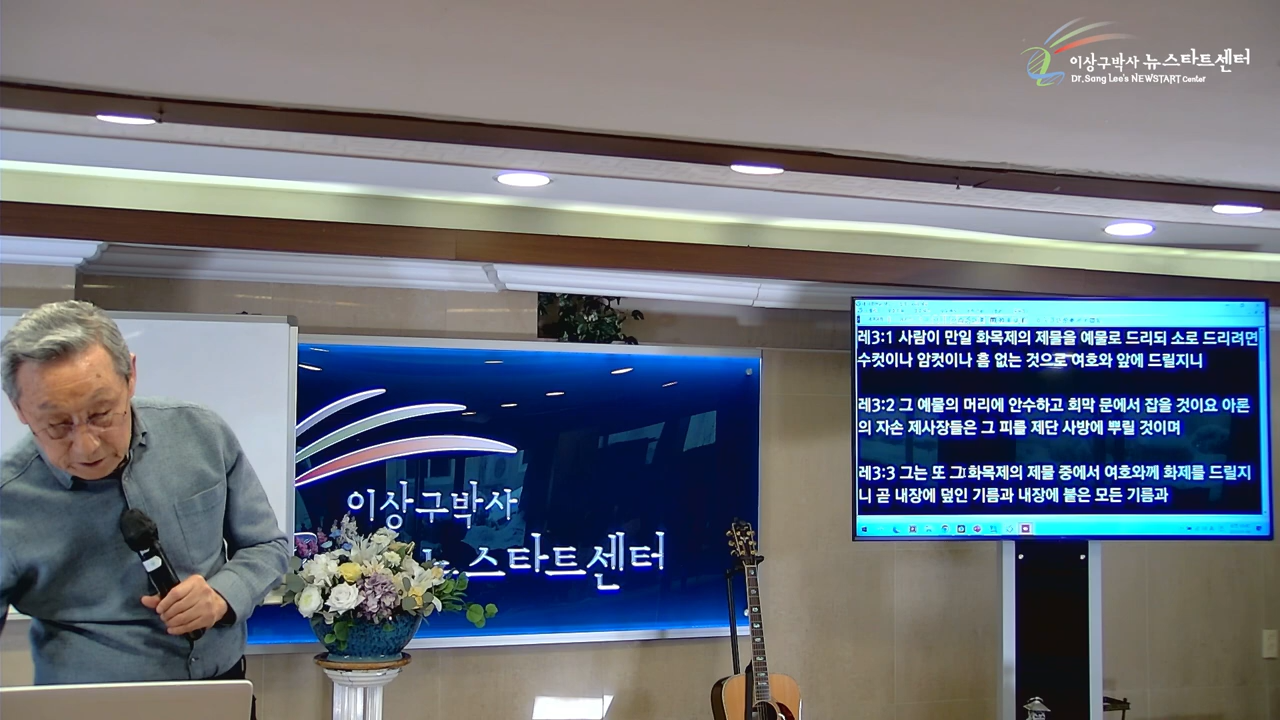 이상구박사 뉴스타트센터
Dr. Sang Lee's NEWSTART Center
레3:1 사람이 만일 화목제의 제물을 예물로 드리되 소로 드리려면
수컷이나 암컷이나 흠 없는 것으로 여호와 앞에 드릴지니
레3:2 그 예물의 머리에 안수하고 회막 문에서 잡을 것이요 아론
의 자손 제사장들은 그 피를 제단 사방에 뿌릴 것이며
레3:3 그는 또 그 화목제의 제물 중에서 여호와께 화제를 드릴지
니 곧 내장에 덮인 기름과 내장에 붙은 모든 기름과
이상구박사
스타트센터